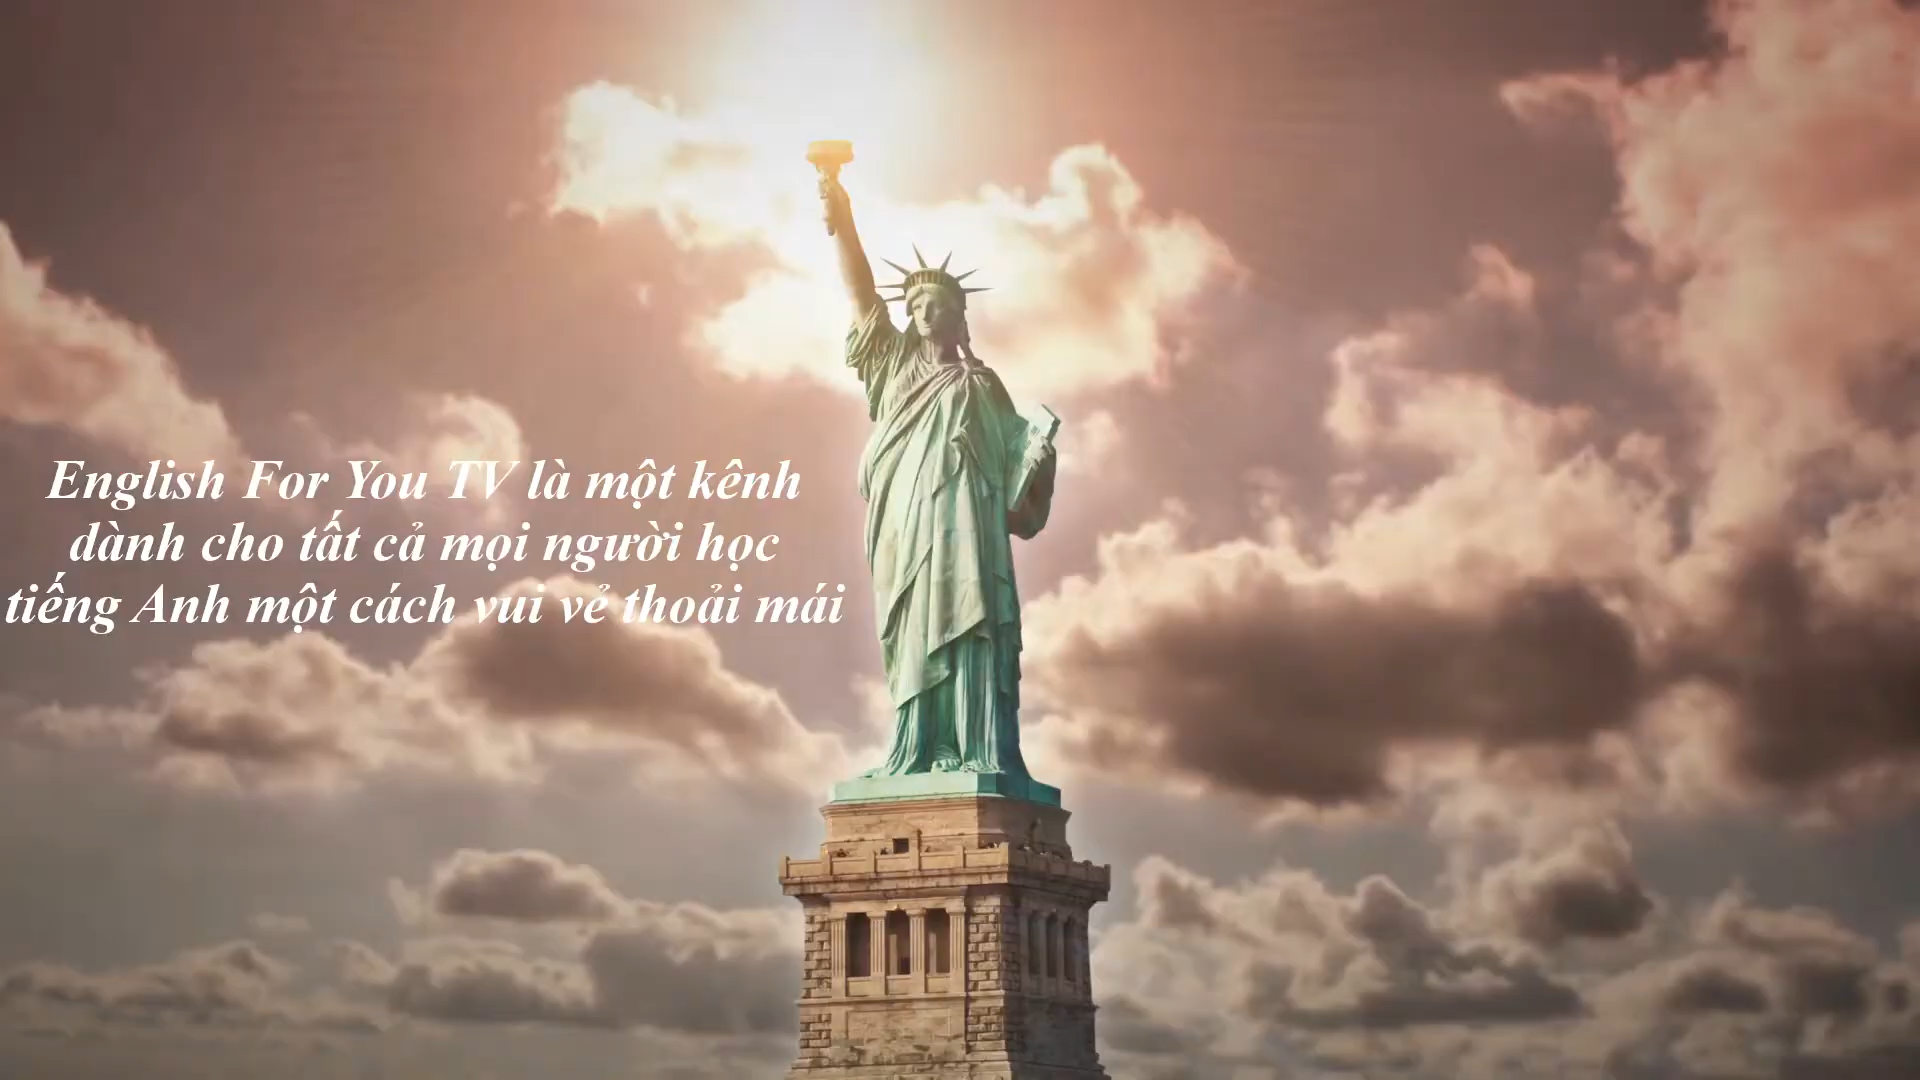 English For You TV là một kênh
dành cho tất cả mọi người học
tiếng Anh một cách vui vẻ thoải mái